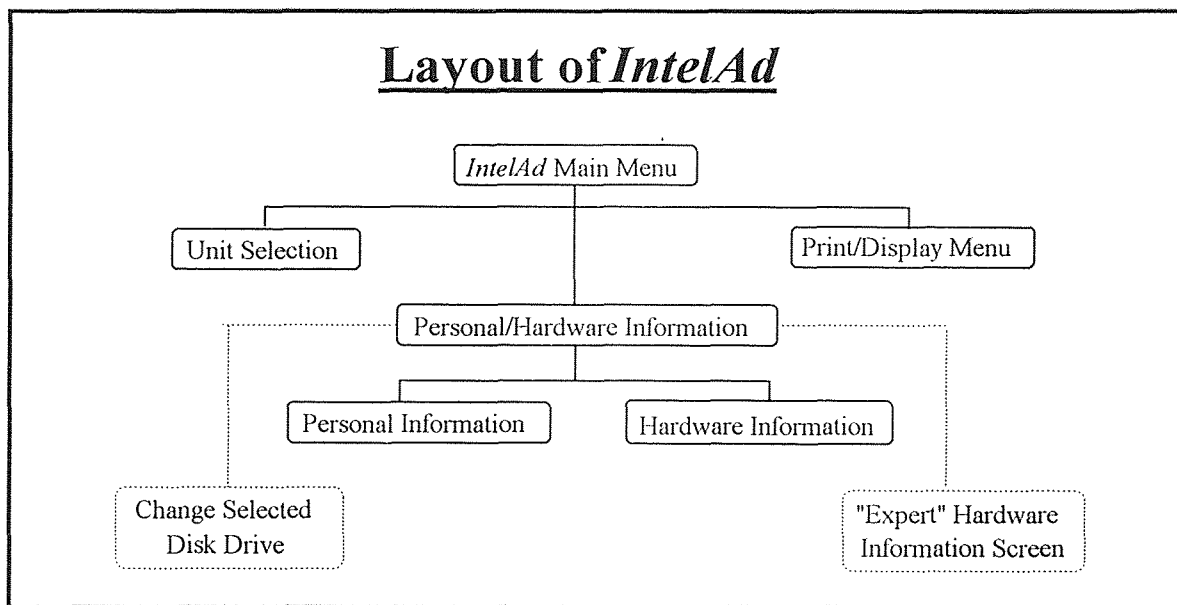 Layout of IntelAd
IntelAd Main Menu
Unit Selection
Print/Display Menu
Personal/Hardware Information
Personal Information
Hardware Information
Change Selected
Disk Drive
"Expert" Hardware
Information Screen